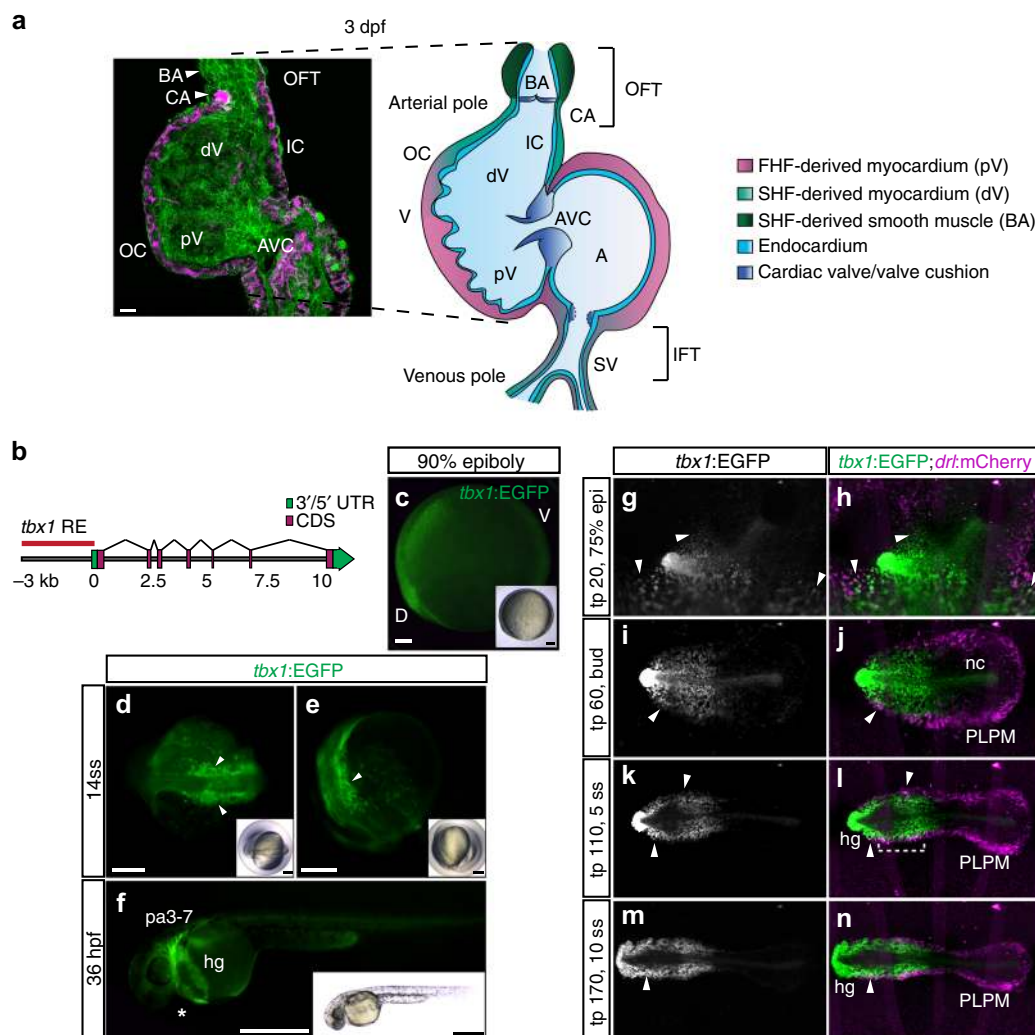 a
3 dpf
BA
CA
OFT
dV
IC
OC
pV
AVC
Arterial pole
BA
OFT
CA
IC
OC
dV
V
AVC
A
pV
SV
IFT
Venous pole
FHF-derived myocardium (pV)
SHF-derived myocardium (dV)
SHF-derived smooth muscle (BA)
Endocardium
Cardiac valve/valve cushion
b
3′/5′ UTR
CDS
tbx1 RE
–3 kb 0 2.5 5 7.5 10
90% epiboly
c
tbx1:EGFP
V
D
tbx1:EGFP
14ss
d
e
36 hpf
f
pa3-7
hg
*
tbx1:EGFP
tbx1:EGFP;drl:mCherry
tp 20, 75% epi
g
h
tp 60, bud
i
j
nc
PLPM
tp 110, 5 ss
k
l
hg
PLPM
tp 170, 10 ss
m
n
hg
PLPM